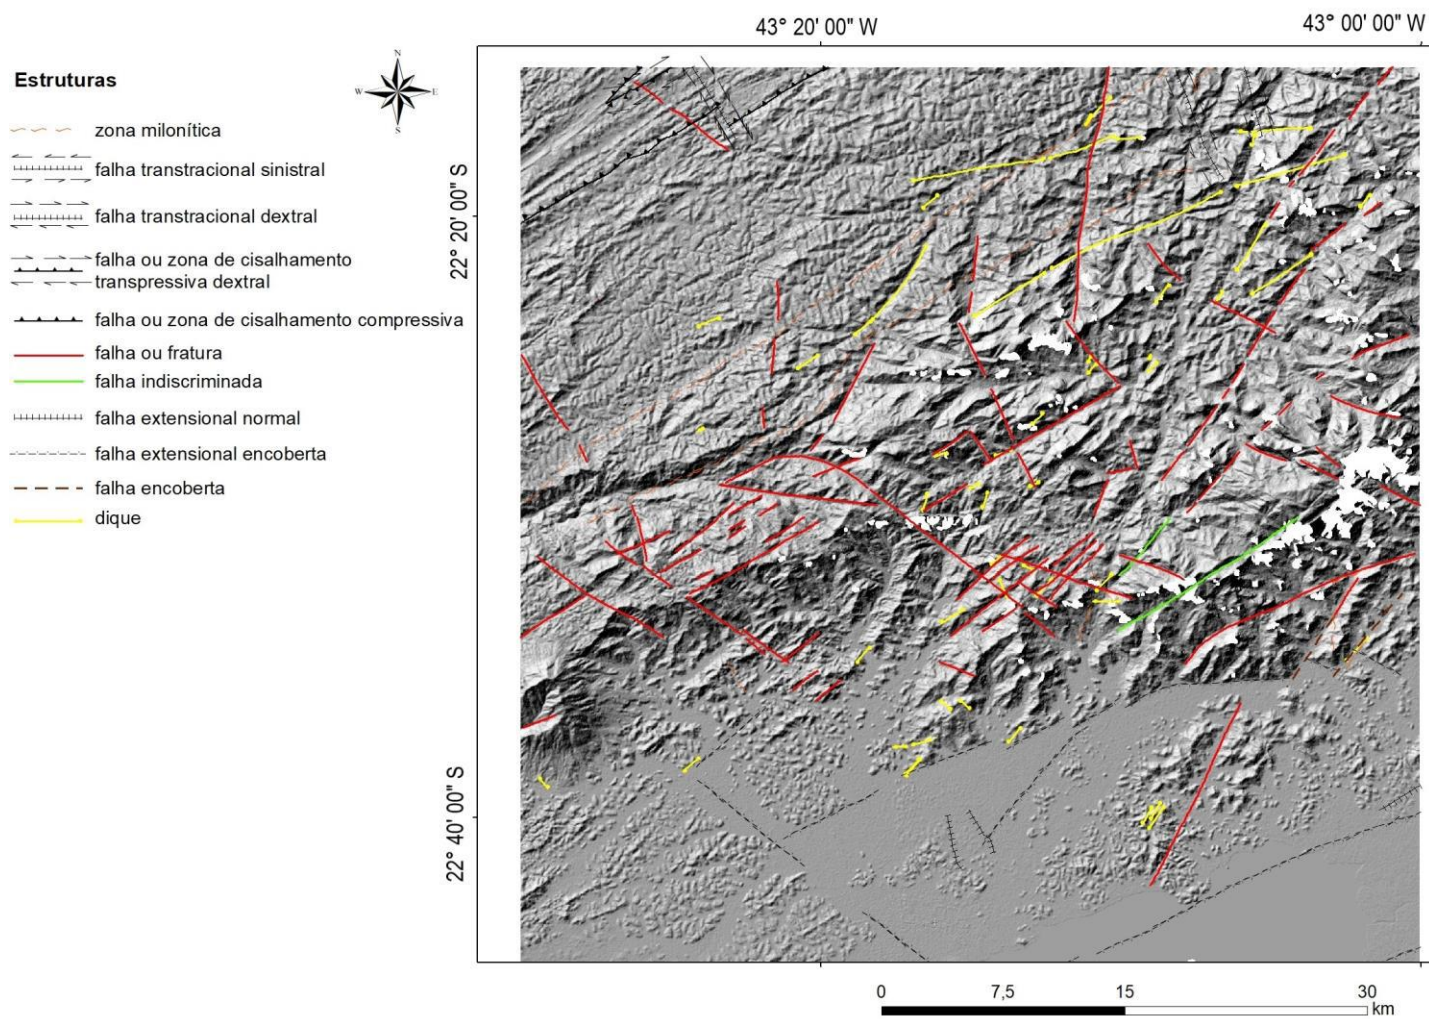 43° 20' 00" W
43° 00' 00" W
Estruturas
N
W
E
S
zona milonítica
falha transtracional sinistral
falha transtracional dextral
falha ou zona de cisalhamento
transpressiva dextral
falha ou zona de cisalhamento compressiva
falha ou fratura
falha indiscriminada
falha extensional normal
falha extensional encoberta
falha encoberta
dique
22° 20' 00" S
22° 40' 00" S
0
7,5
15
30
km